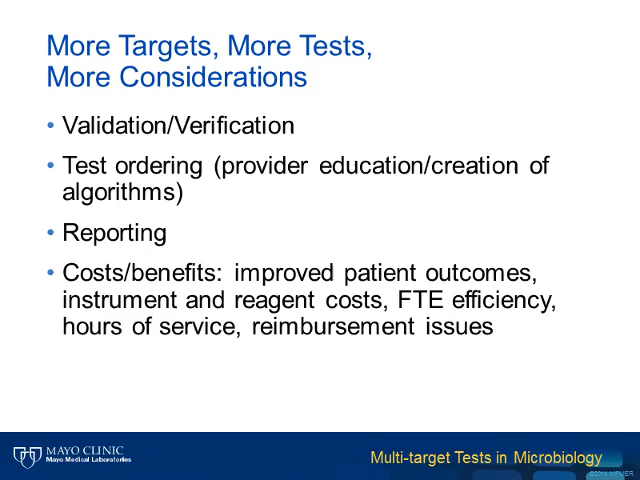 More Targets, More Tests,
More Considerations
• Validation/Verification
• Test ordering (provider education/creation of
algorithms)
• Reporting
• Costs/benefits: improved patient outcomes,
instrument and reagent costs, FTE efficiency,
hours of service, reimbursement issues
MAYO CLINIC
Mayo Medical Laboratories
Multi-target Tests in Microbiology